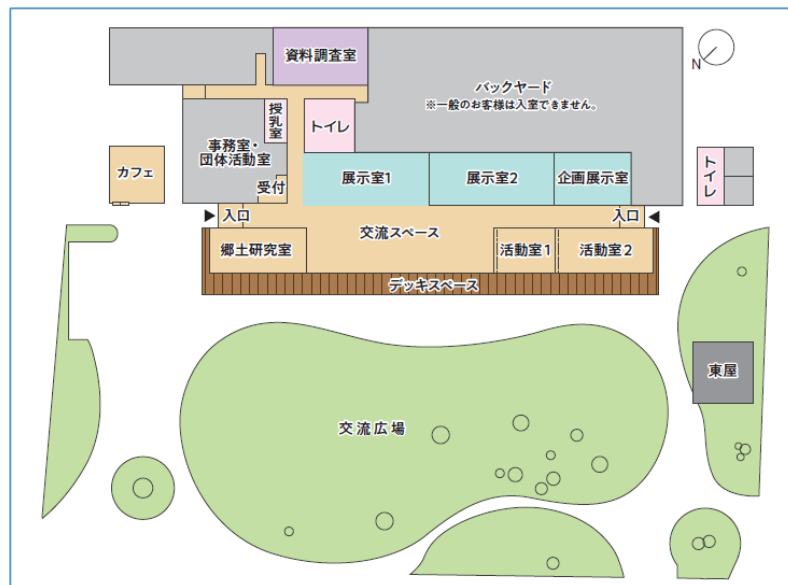 資料調査室
バックヤード
※一般のお客様は入室できません。
N
授乳室
トイレ
事務室・
団体活動室
カフェ
受付
展示室1
展示室2
企画展示室
トイレ
入口
交流スペース
入口
郷土研究室
活動室1
活動室2
デッキスペース
東屋
交流広場